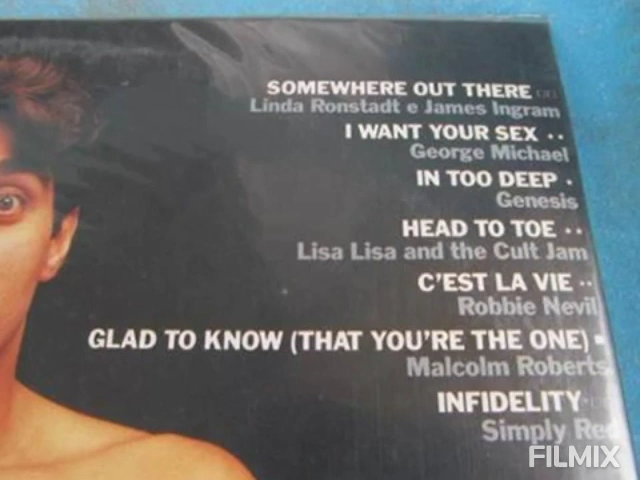 SOMEWHERE OUT THERE
Linda Ronstadt e James Ingram
I WANT YOUR SEX ··
George Michael
IN TOO DEEP ·
Genesis
HEAD TO TOE ··
Lisa Lisa and the Cult Jam
C'EST LA VIE ··
Robbie Nevil
GLAD TO KNOW (THAT YOU'RE THE ONE) ·
Malcolm Roberts
INFIDELITY
Simply Red
FILMIX